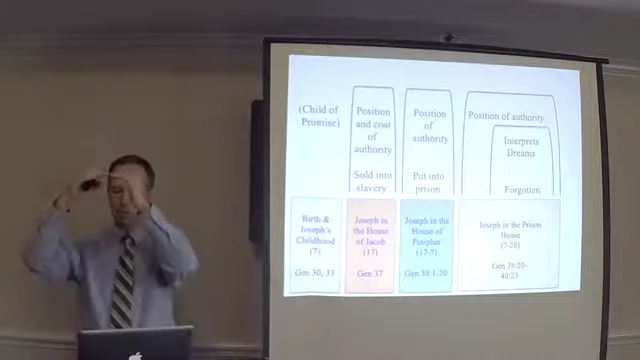 (Child of
Promise)
Position
and coat
of
authority
Sold into
slavery
Position
of
authority
Put into
prison
Position of authority
Interprets
Dreams
Forgotten
Birth &
Joseph's
Childhood
(?)
Gen 30, 35
Joseph in
the House
of Jacob
(17)
Gen 37
Joseph in the
House of
Potiphar
(17-?)
Gen 39:1-20
Joseph in the Prison
House
(?-28)
Gen 39:20-
40:23